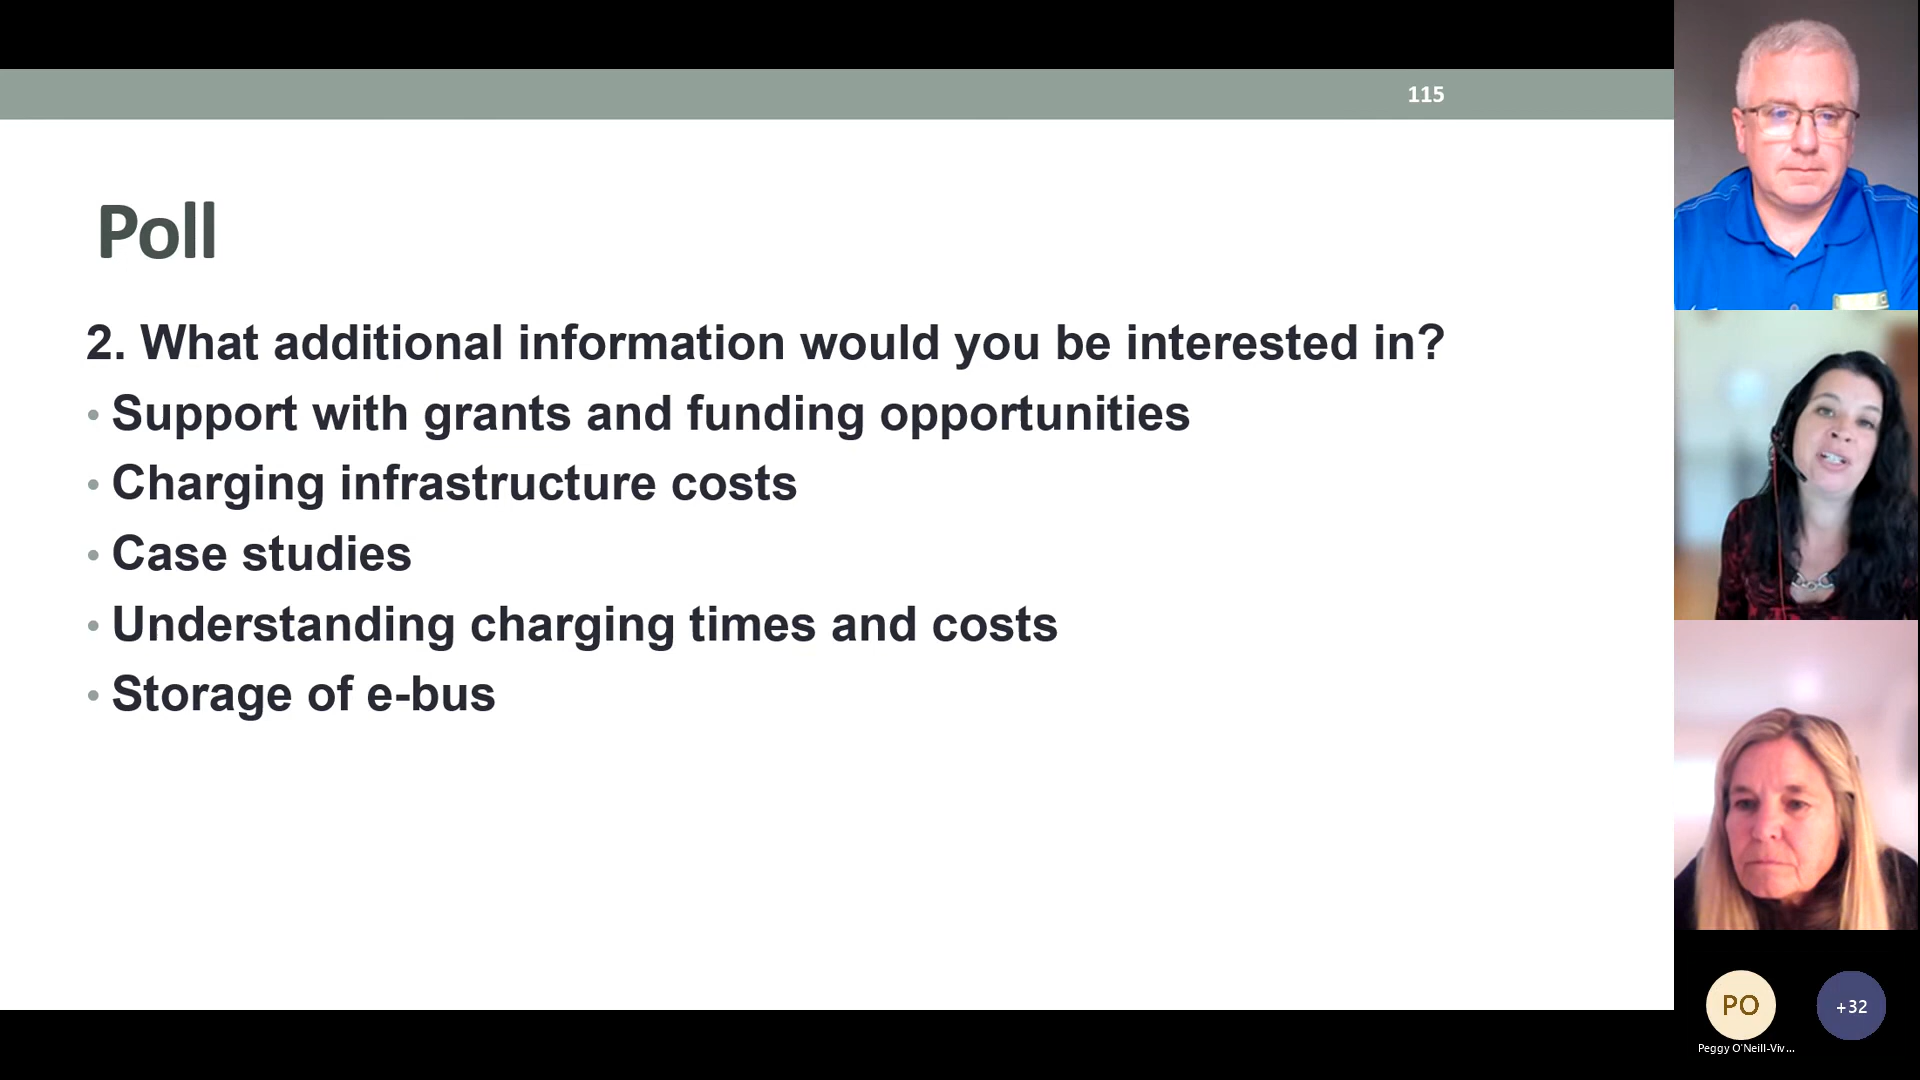 115
Poll
2. What additional information would you be interested in?
• Support with grants and funding opportunities
• Charging infrastructure costs
• Case studies
• Understanding charging times and costs
• Storage of e-bus
PO
+32
Peggy O'Neill-Viv...